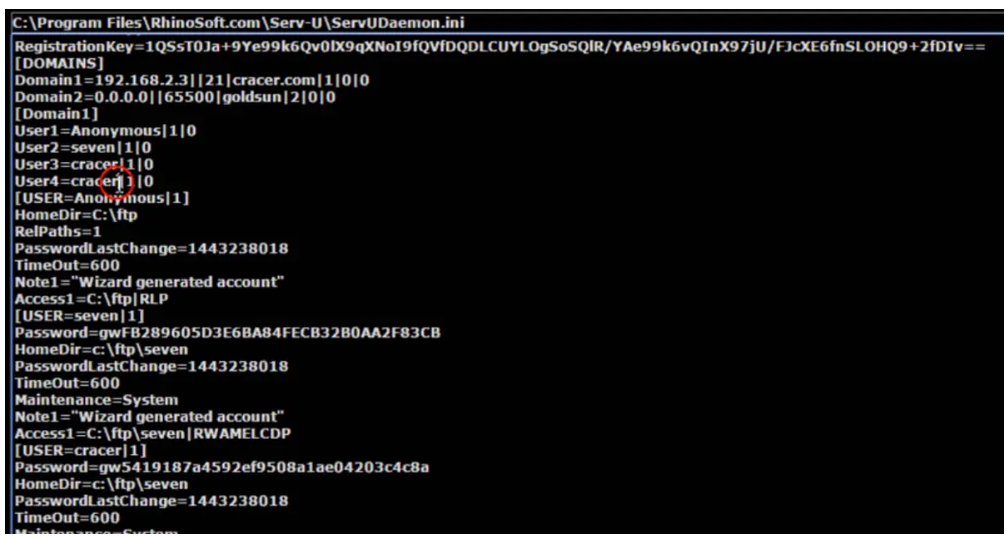 C:\Program Files\RhinoSoft.com\Serv-U\ServUDaemon.ini
RegistrationKey=1QSsT0Ja+9Ye99k6Qv0lX9qXNoI9fQVfDQDLCUYLOgSoSQlR/YAe99k6vQInX97jU/FJcXE6fnSLOHQ9+2fDIv==
[DOMAINS]
Domain1=192.168.2.3||21|cracer.com|1|0|0
Domain2=0.0.0.0||65500|goldsun|2|0|0
[Domain1]
User1=Anonymous|1|0
User2=seven|1|0
User3=cracer|1|0
User4=cracer|1|0
[USER=Anonymous|1]
HomeDir=C:\ftp
RelPaths=1
PasswordLastChange=1443238018
TimeOut=600
Note1="Wizard generated account"
Access1=C:\ftp|RLP
[USER=seven|1]
Password=gwFB289605D3E6BA84FECB32B0AA2F83CB
HomeDir=c:\ftp\seven
PasswordLastChange=1443238018
TimeOut=600
Maintenance=System
Note1="Wizard generated account"
Access1=C:\ftp\seven|RWAMELCDP
[USER=cracer|1]
Password=gw5419187a4592ef9508a1ae04203c4c8a
HomeDir=c:\ftp\seven
PasswordLastChange=1443238018
TimeOut=600
Maintenance=System